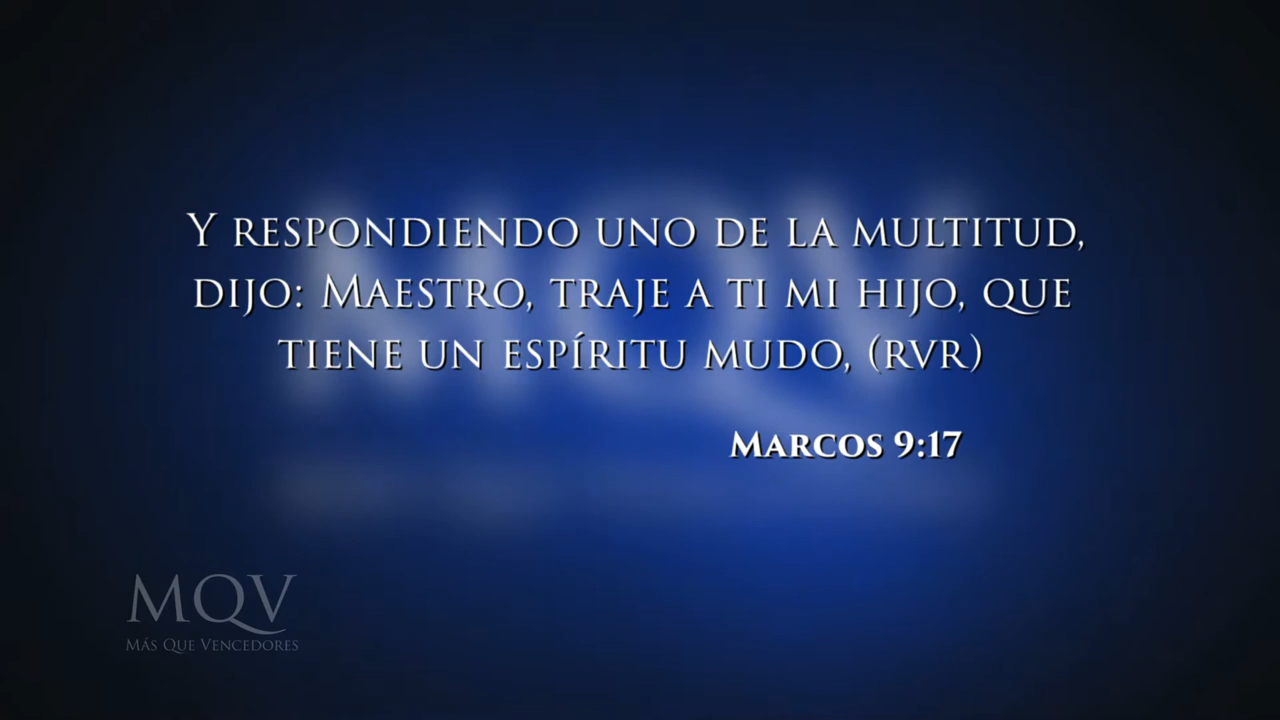 Y respondiendo uno de la multitud,
dijo: Maestro, traje a ti mi hijo, que
tiene un espíritu mudo, (rvr)
Marcos 9:17
MQV
Más Que Vencedores